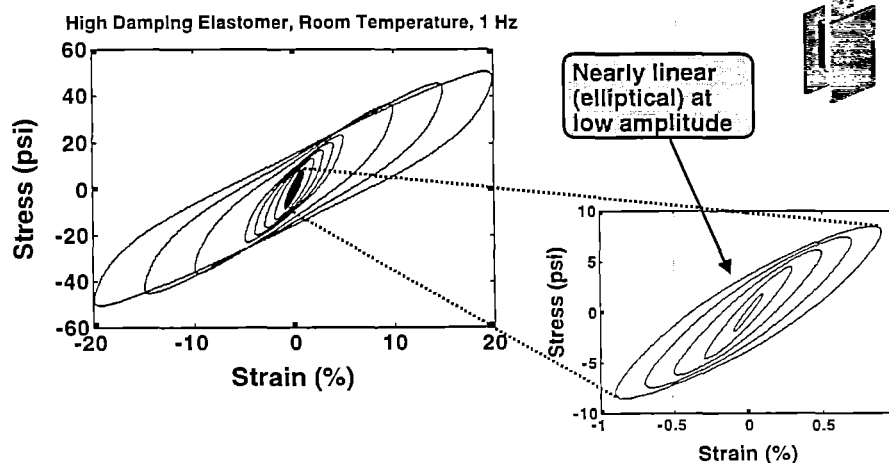 High Damping Elastomer, Room Temperature, 1 Hz
60
40
20
0
-20
-40
-60
Stress (psi)
-20
-10
0
10
20
Strain (%)
Nearly linear
(elliptical) at
low amplitude
10
5
0
-5
-10
Stress (psi)
-1
-0.5
0
0.5
Strain (%)